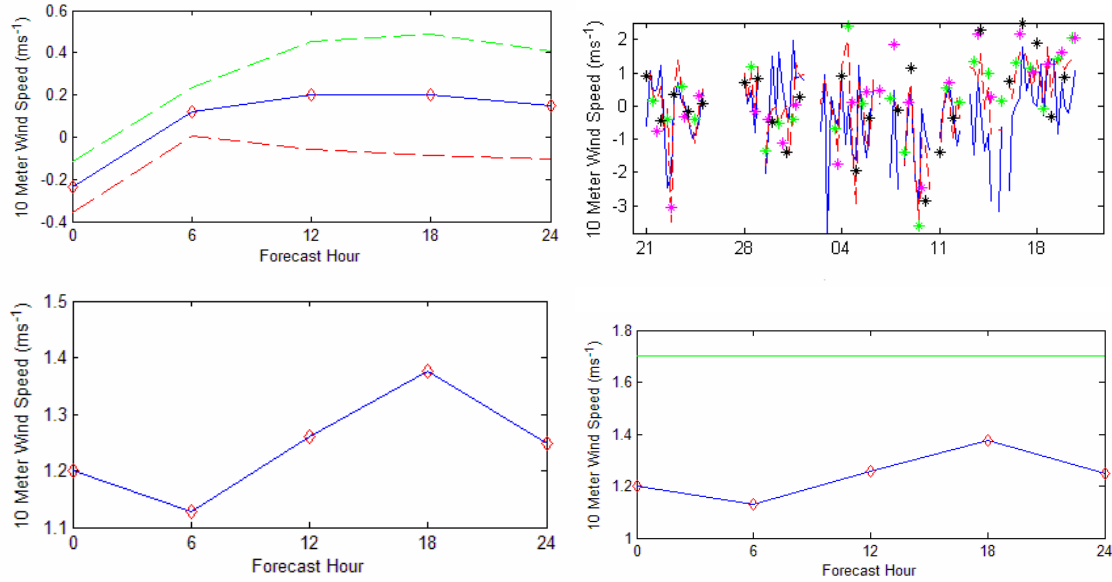 0.6
0.4
0.2
0
-0.2
-0.4
10 Meter Wind Speed (ms-1)
0 6 12 18 24
Forecast Hour
2
1
0
-1
-2
-3
10 Meter Wind Speed (ms-1)
21 28 04 11 18
1.5
1.4
1.3
1.2
1.1
10 Meter Wind Speed (ms-1)
0 6 12 18 24
Forecast Hour
1.8
1.6
1.4
1.2
1
10 Meter Wind Speed (ms-1)
0 6 12 18 24
Forecast Hour